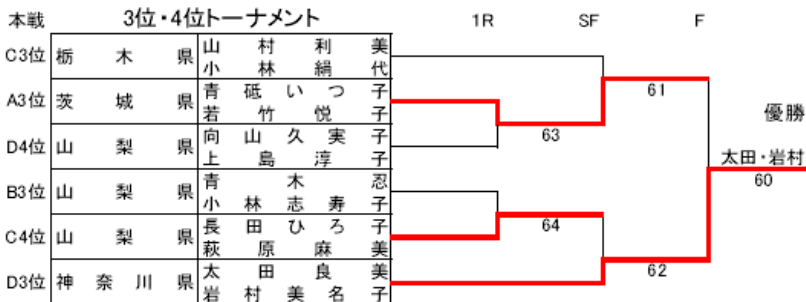 本戦 3位・4位トーナメント 1R SF F
C3位 栃木県 山村利美
小林絹代
A3位 茨城県 青砥いつ子
若竹悦子
D4位 山梨県 向山久実子
上島淳子
B3位 山梨県 青木忍
小林志寿子
C4位 山梨県 長田ひろ子
萩原麻美
D3位 神奈川県 太田良美
岩村美名子
63
64
61
62
優勝
太田・岩村
60